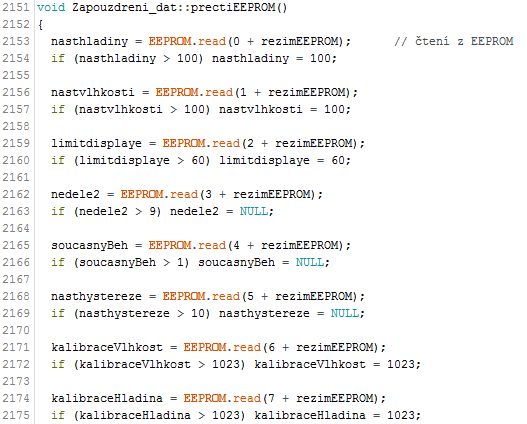 2151 void Zapouzdreni_dat::prectiEEPROM()
2152 {
2153 nasthladiny = EEPROM.read(0 + rezimEEPROM); // čtení z EEPROM
2154 if (nasthladiny > 100) nasthladiny = 100;
2155
2156 nastvlhkosti = EEPROM.read(1 + rezimEEPROM);
2157 if (nastvlhkosti > 100) nastvlhkosti = 100;
2158
2159 limitdisplaye = EEPROM.read(2 + rezimEEPROM);
2160 if (limitdisplaye > 60) limitdisplaye = 60;
2161
2162 nedele2 = EEPROM.read(3 + rezimEEPROM);
2163 if (nedele2 > 9) nedele2 = NULL;
2164
2165 soucasnyBeh = EEPROM.read(4 + rezimEEPROM);
2166 if (soucasnyBeh > 1) soucasnyBeh = NULL;
2167
2168 nasthystereze = EEPROM.read(5 + rezimEEPROM);
2169 if (nasthystereze > 10) nasthystereze = NULL;
2170
2171 kalibraceVlhkost = EEPROM.read(6 + rezimEEPROM);
2172 if (kalibraceVlhkost > 1023) kalibraceVlhkost = 1023;
2173
2174 kalibraceHladina = EEPROM.read(7 + rezimEEPROM);
2175 if (kalibraceHladina > 1023) kalibraceHladina = 1023;